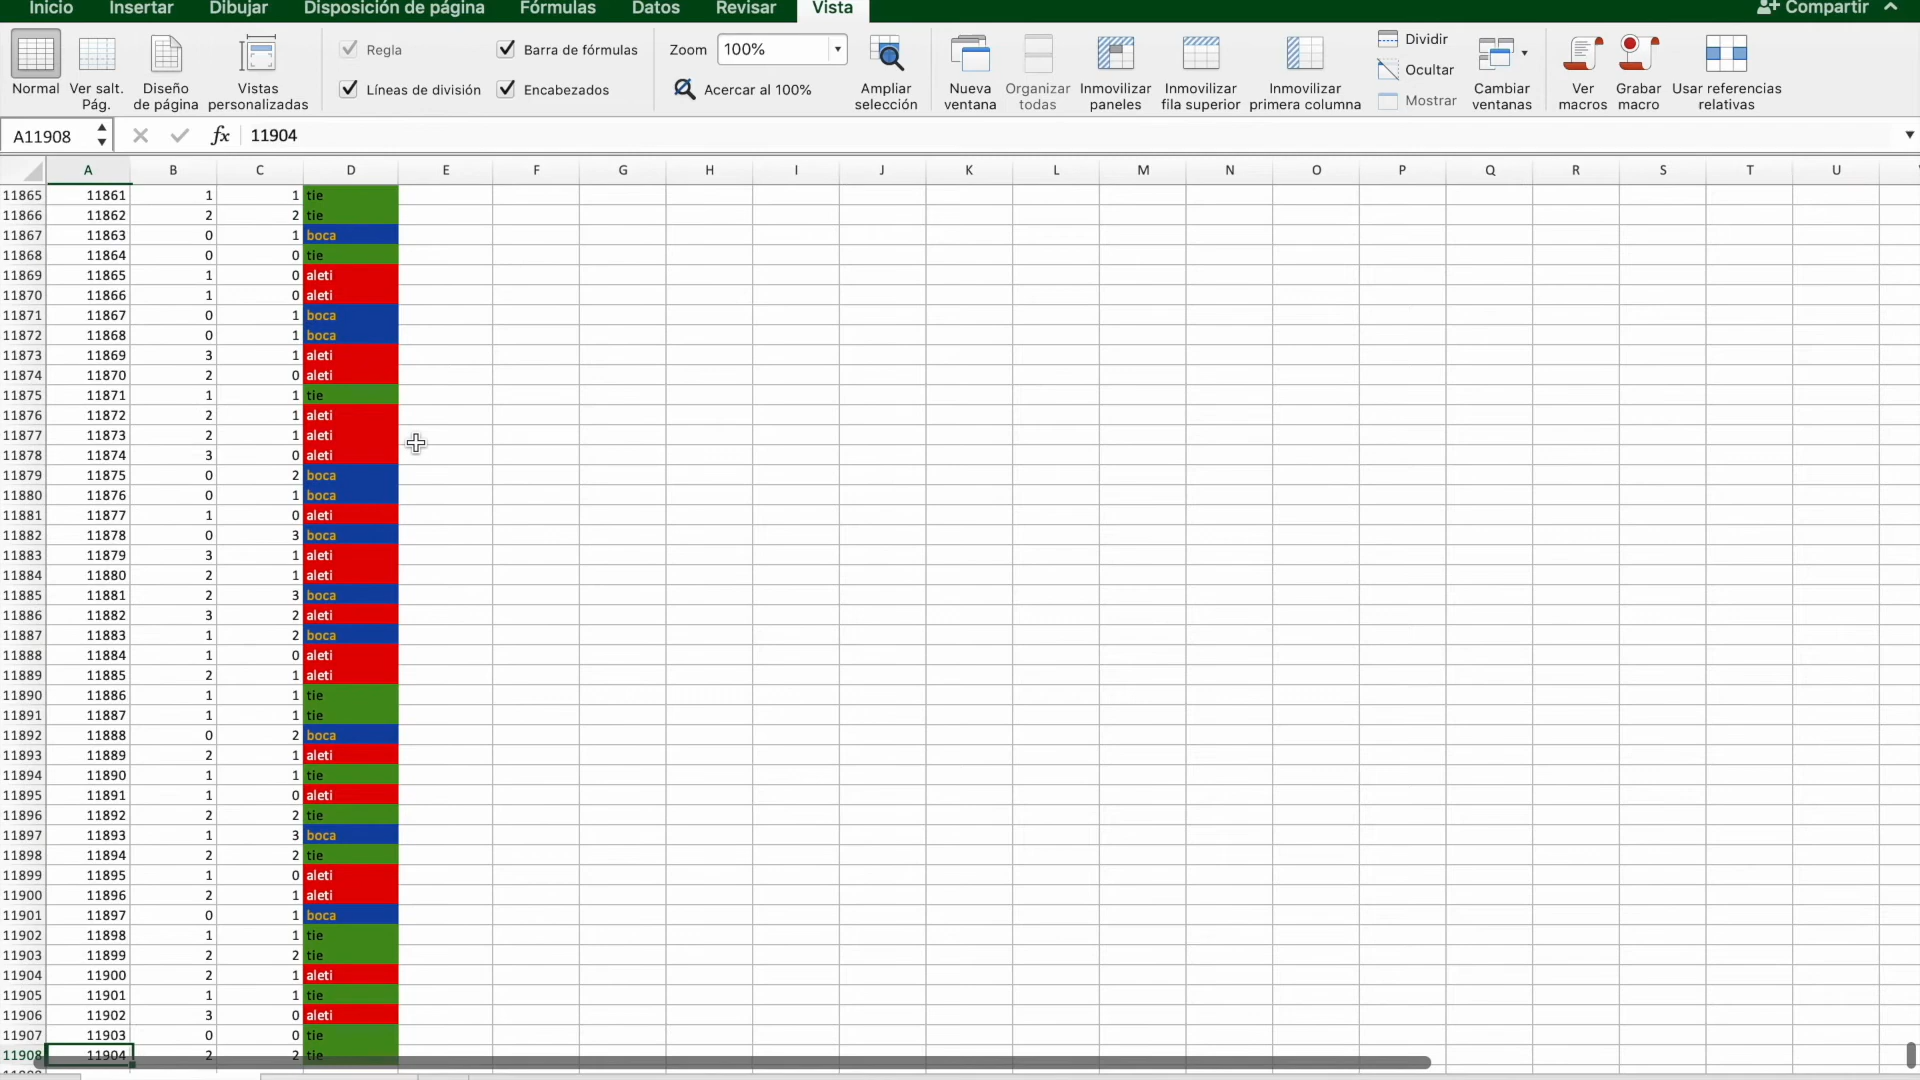 Inicio Insertar Dibujar Disposición de página Fórmulas Datos Revisar Vista Compartir
Normal
Ver salt. Pág.
Diseño de página
Vistas personalizadas
Regla
Líneas de división
Barra de fórmulas
Encabezados
Zoom 100%
Acercar al 100%
Ampliar selección
Nueva ventana
Organizar todas
Inmovilizar paneles
Inmovilizar fila superior
Inmovilizar primera columna
Dividir
Ocultar
Mostrar
Cambiar ventanas
Ver macros
Grabar macro
Usar referencias relativas
A11908 fx 11904
A B C D E F G H I J K L M N O P Q R S T U
11865 11861 1 1 tie
11866 11862 2 2 tie
11867 11863 0 1 boca
11868 11864 0 0 tie
11869 11865 1 0 aleti
11870 11866 1 0 aleti
11871 11867 0 1 boca
11872 11868 0 1 boca
11873 11869 3 1 aleti
11874 11870 2 0 aleti
11875 11871 1 1 tie
11876 11872 2 1 aleti
11877 11873 2 1 aleti
11878 11874 3 0 aleti
11879 11875 0 2 boca
11880 11876 0 1 boca
11881 11877 1 0 aleti
11882 11878 0 3 boca
11883 11879 3 1 aleti
11884 11880 2 1 aleti
11885 11881 2 3 boca
11886 11882 3 2 aleti
11887 11883 1 2 boca
11888 11884 1 0 aleti
11889 11885 2 1 aleti
11890 11886 1 1 tie
11891 11887 1 1 tie
11892 11888 0 2 boca
11893 11889 2 1 aleti
11894 11890 1 1 tie
11895 11891 1 0 aleti
11896 11892 2 2 tie
11897 11893 1 3 boca
11898 11894 2 2 tie
11899 11895 1 0 aleti
11900 11896 2 1 aleti
11901 11897 0 1 boca
11902 11898 1 1 tie
11903 11899 2 2 tie
11904 11900 2 1 aleti
11905 11901 1 1 tie
11906 11902 3 0 aleti
11907 11903 0 0 tie
11908 11904 2 2 tie